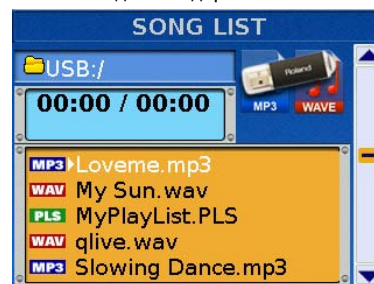 SONG LIST
USB:/
00:00 / 00:00
Roland
MP3 WAVE
MP3 Loveme.mp3
WAV My Sun.wav
PLS MyPlayList.PLS
WAV qlive.wav
MP3 Slowing Dance.mp3